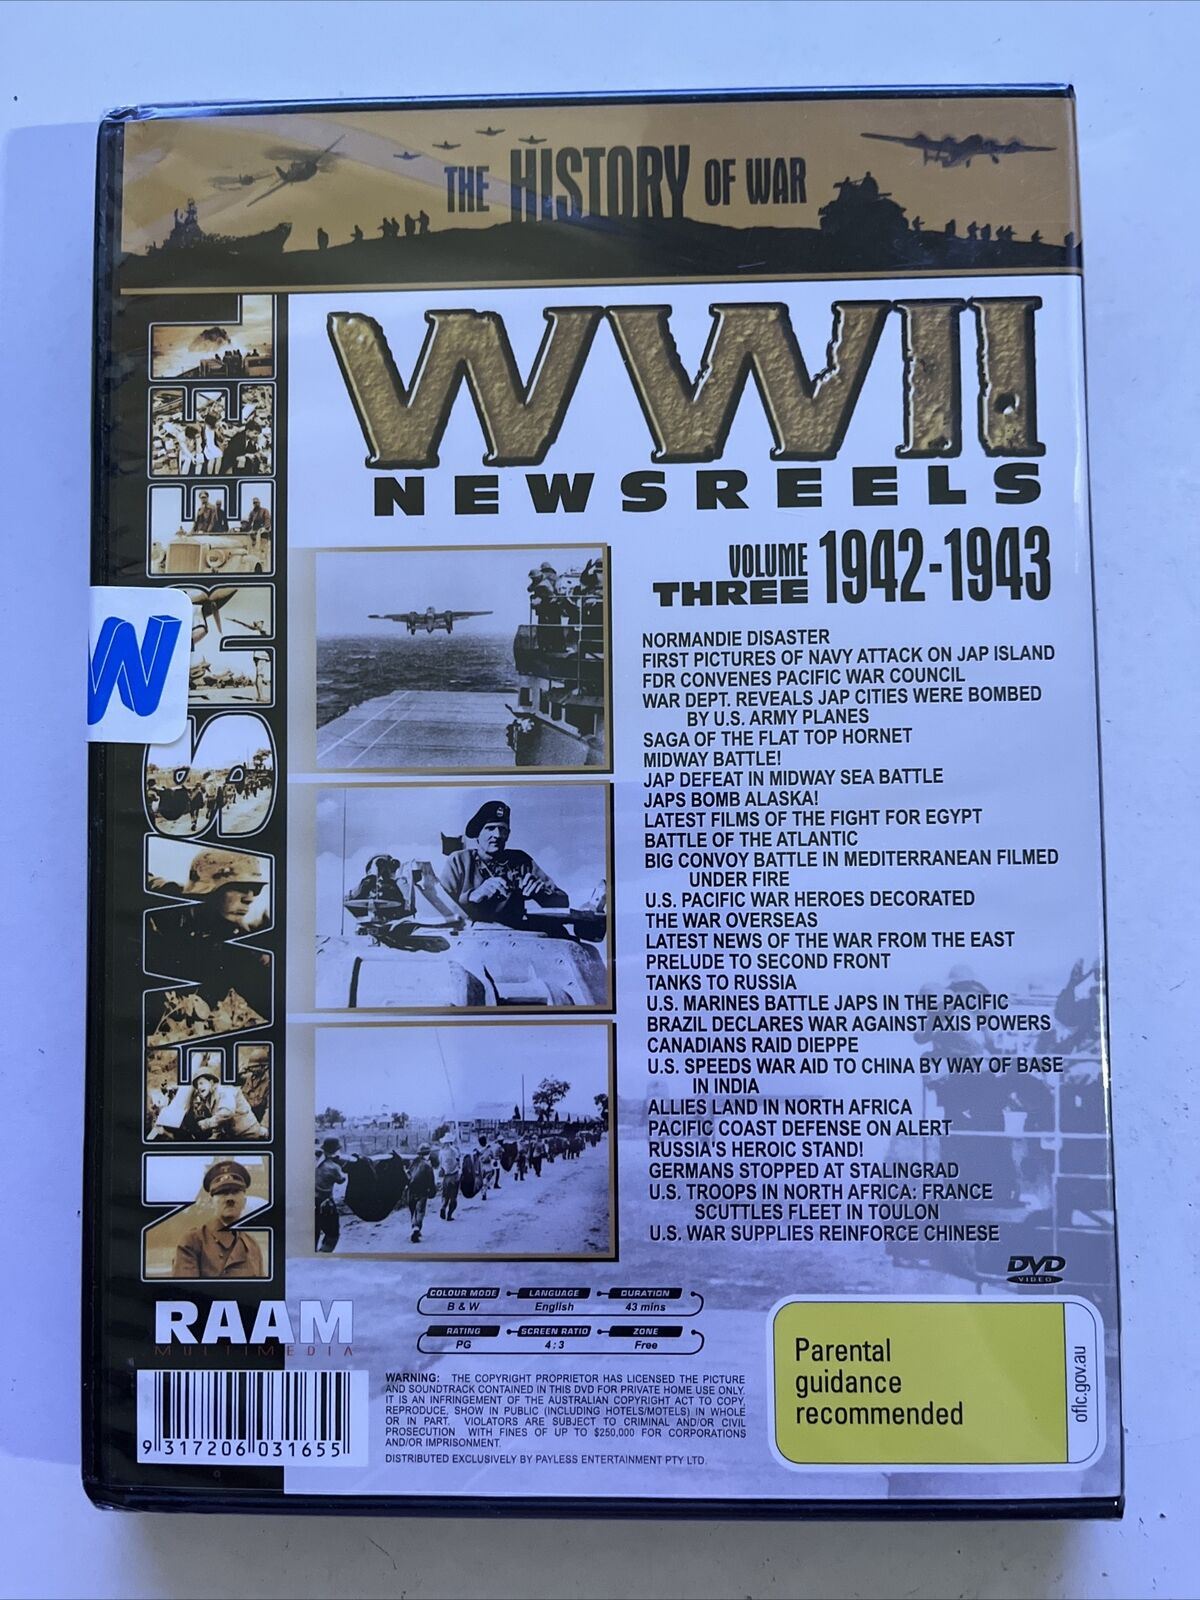 THE HISTORY OF WAR
NEWSREEL
WWII
NEWSREELS
VOLUME
THREE 1942-1943
NORMANDIE DISASTER
FIRST PICTURES OF NAVY ATTACK ON JAP ISLAND
FDR CONVENES PACIFIC WAR COUNCIL
WAR DEPT. REVEALS JAP CITIES WERE BOMBED
BY U.S. ARMY PLANES
SAGA OF THE FLAT TOP HORNET
MIDWAY BATTLE!
JAP DEFEAT IN MIDWAY SEA BATTLE
JAPS BOMB ALASKA!
LATEST FILMS OF THE FIGHT FOR EGYPT
BATTLE OF THE ATLANTIC
BIG CONVOY BATTLE IN MEDITERRANEAN FILMED
UNDER FIRE
U.S. PACIFIC WAR HEROES DECORATED
THE WAR OVERSEAS
LATEST NEWS OF THE WAR FROM THE EAST
PRELUDE TO SECOND FRONT
TANKS TO RUSSIA
U.S. MARINES BATTLE JAPS IN THE PACIFIC
BRAZIL DECLARES WAR AGAINST AXIS POWERS
CANADIANS RAID DIEPPE
U.S. SPEEDS WAR AID TO CHINA BY WAY OF BASE
IN INDIA
ALLIES LAND IN NORTH AFRICA
PACIFIC COAST DEFENSE ON ALERT
RUSSIA'S HEROIC STAND!
GERMANS STOPPED AT STALINGRAD
U.S. TROOPS IN NORTH AFRICA: FRANCE
SCUTTLES FLEET IN TOULON
U.S. WAR SUPPLIES REINFORCE CHINESE
DVD
VIDEO
W
RAAM
MULTIMEDIA
COLOUR MODE LANGUAGE DURATION
B & W English 43 mins
RATING SCREEN RATIO ZONE
PG 4:3 Free
WARNING: THE COPYRIGHT PROPRIETOR HAS LICENSED THE PICTURE
AND SOUNDTRACK CONTAINED IN THIS DVD FOR PRIVATE HOME USE ONLY.
IT IS AN INFRINGEMENT OF THE AUSTRALIAN COPYRIGHT ACT TO COPY,
REPRODUCE, SHOW IN PUBLIC (INCLUDING HOTELS/MOTELS) IN WHOLE
OR IN PART. VIOLATORS ARE SUBJECT TO CRIMINAL AND/OR CIVIL
PROSECUTION WITH FINES OF UP TO $250,000 FOR CORPORATIONS
AND/OR IMPRISONMENT.
DISTRIBUTED EXCLUSIVELY BY PAYLESS ENTERTAINMENT PTY LTD.
9 317206 031655
Parental
guidance
recommended
oflc.gov.au